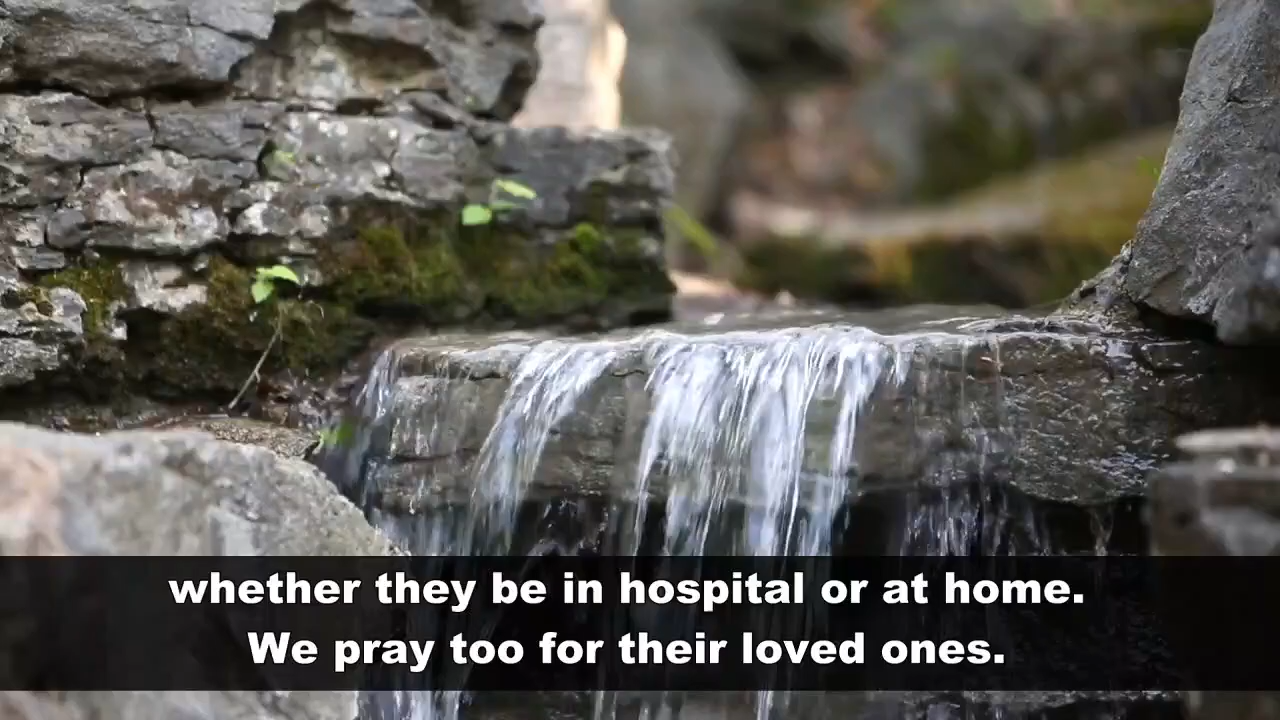 whether they be in hospital or at home.
We pray too for their loved ones.